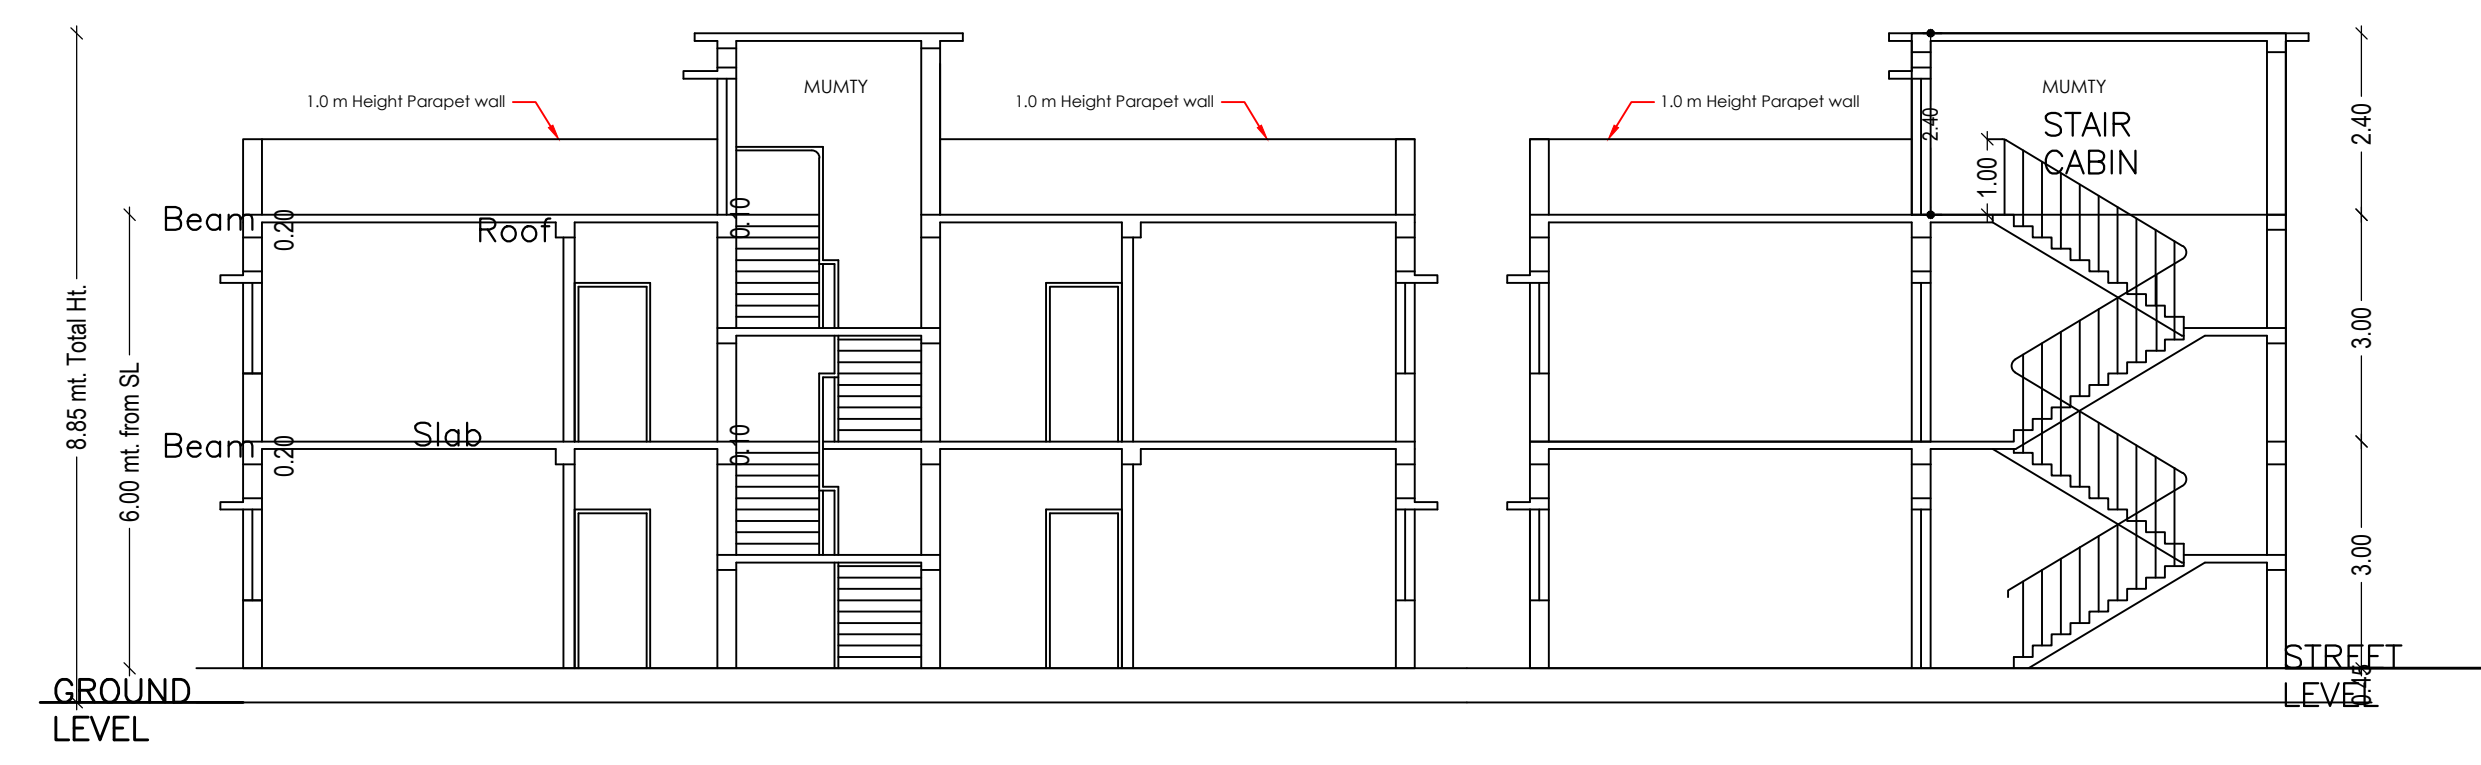 MUMTY
MUMTY
1.0 m Height Parapet wall
1.0 m Height Parapet wall
1.0 m Height Parapet wall
STAIR
CABIN
2.40
2.40
1.00
Beam
0.20
Roof
0.10
8.85 mt. Total Ht.
6.00 mt. from SL
3.00
Beam
0.20
Slab
0.10
3.00
STREET
LEVEL
0.45
GROUND
LEVEL